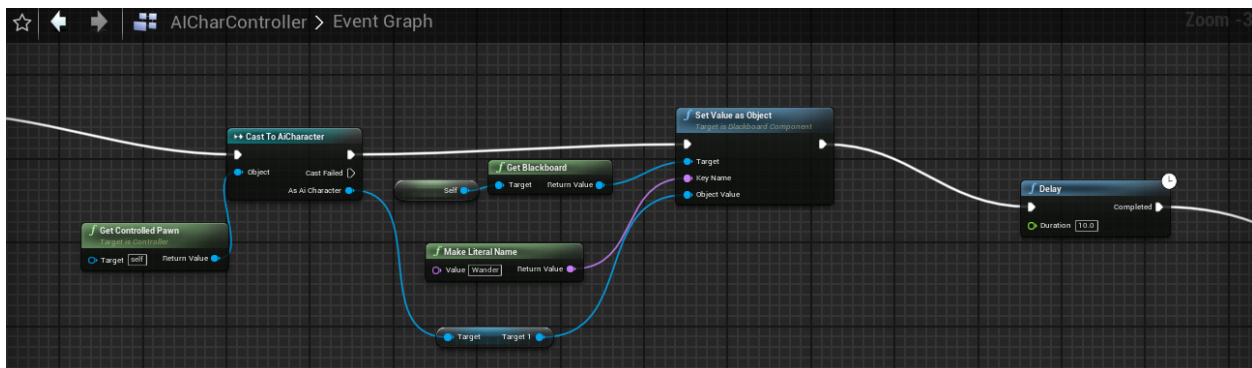 AICharController > Event Graph
Zoom -3
Cast To AiCharacter
Object
Cast Failed
As Ai Character
Get Controlled Pawn
Target is Controller
Target self
Return Value
Self
Get Blackboard
Target
Return Value
Make Literal Name
Value Wander
Return Value
Target
Target 1
Set Value as Object
Target is Blackboard Component
Target
Key Name
Object Value
Delay
Completed
Duration 10.0